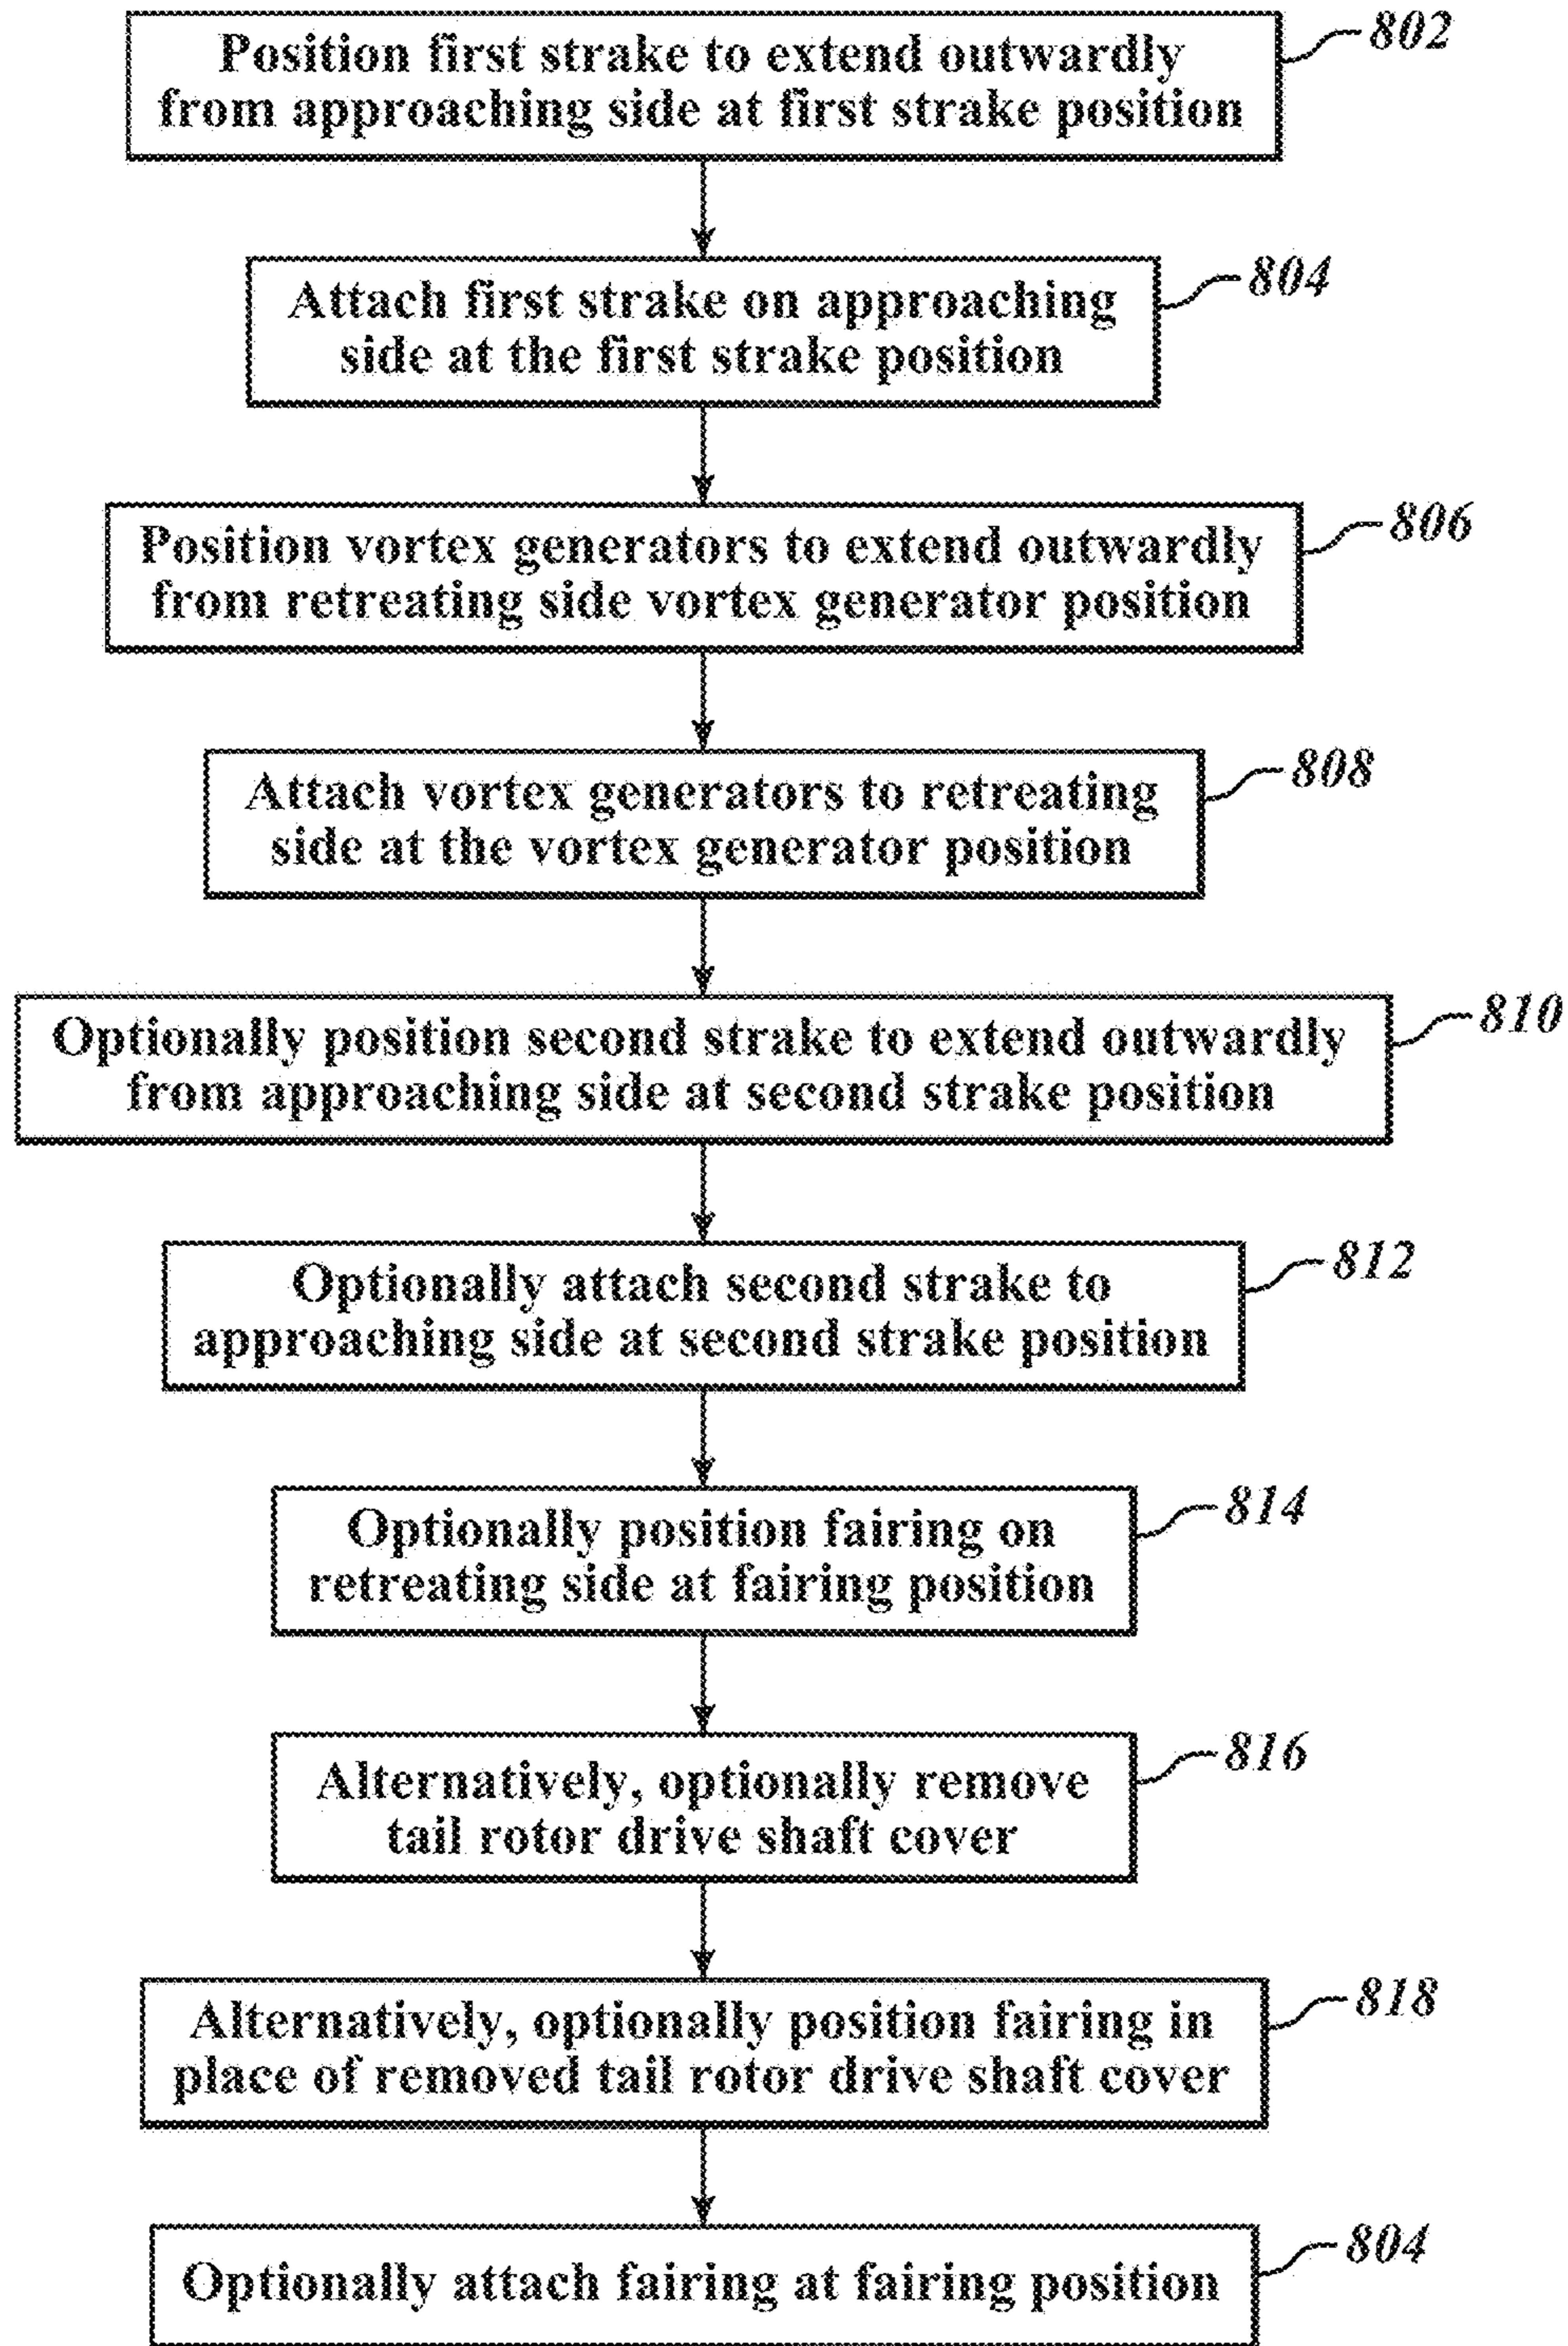 Position first strake to extend outwardly
from approaching side at first strake position
802
Attach first strake on approaching
side at the first strake position
804
Position vortex generators to extend outwardly
from retreating side vortex generator position
806
Attach vortex generators to retreating
side at the vortex generator position
808
Optionally position second strake to extend outwardly
from approaching side at second strake position
810
Optionally attach second strake to
approaching side at second strake position
812
Optionally position fairing on
retreating side at fairing position
814
Alternatively, optionally remove
tail rotor drive shaft cover
816
Alternatively, optionally position fairing in
place of removed tail rotor drive shaft cover
818
Optionally attach fairing at fairing position
804